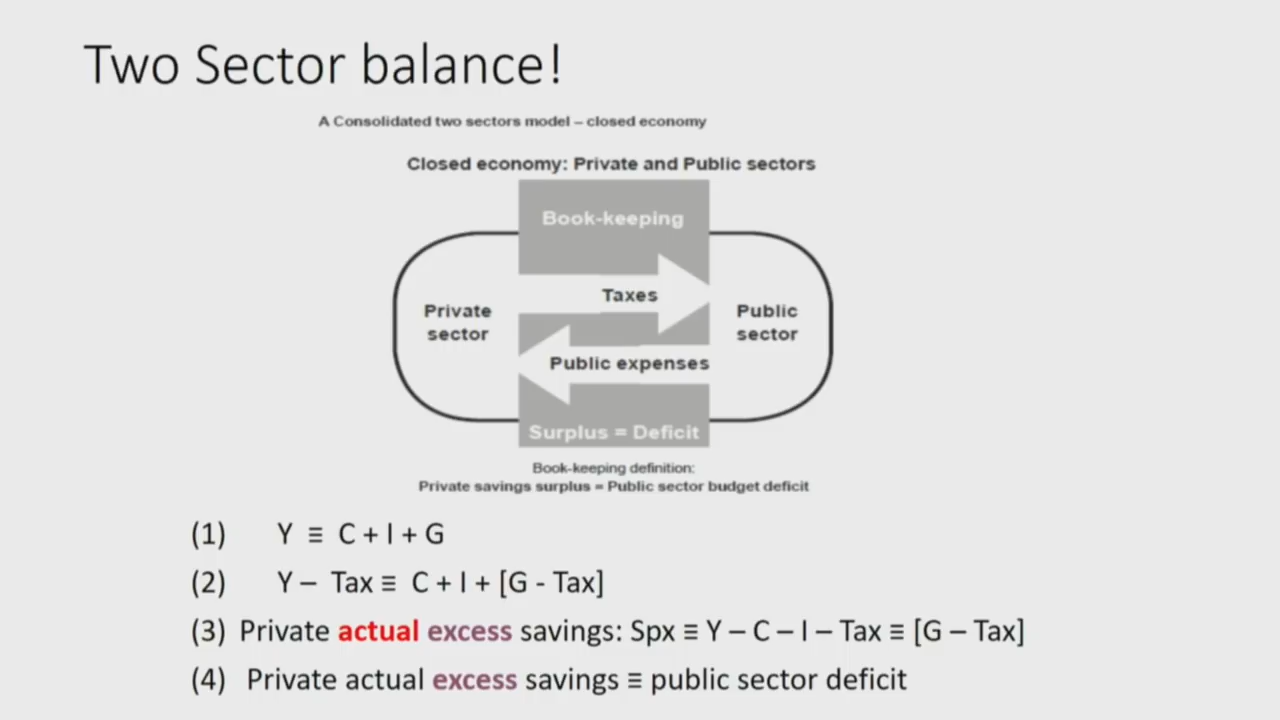 Two Sector balance!
A Consolidated two sectors model – closed economy
Closed economy: Private and Public sectors
Book-keeping
Taxes
Private
sector
Public
sector
Public expenses
Surplus = Deficit
Book-keeping definition:
Private savings surplus = Public sector budget deficit
(1) Y ≡ C + I + G
(2) Y – Tax ≡ C + I + [G - Tax]
(3) Private actual excess savings: Spx ≡ Y – C – I – Tax ≡ [G – Tax]
(4) Private actual excess savings ≡ public sector deficit